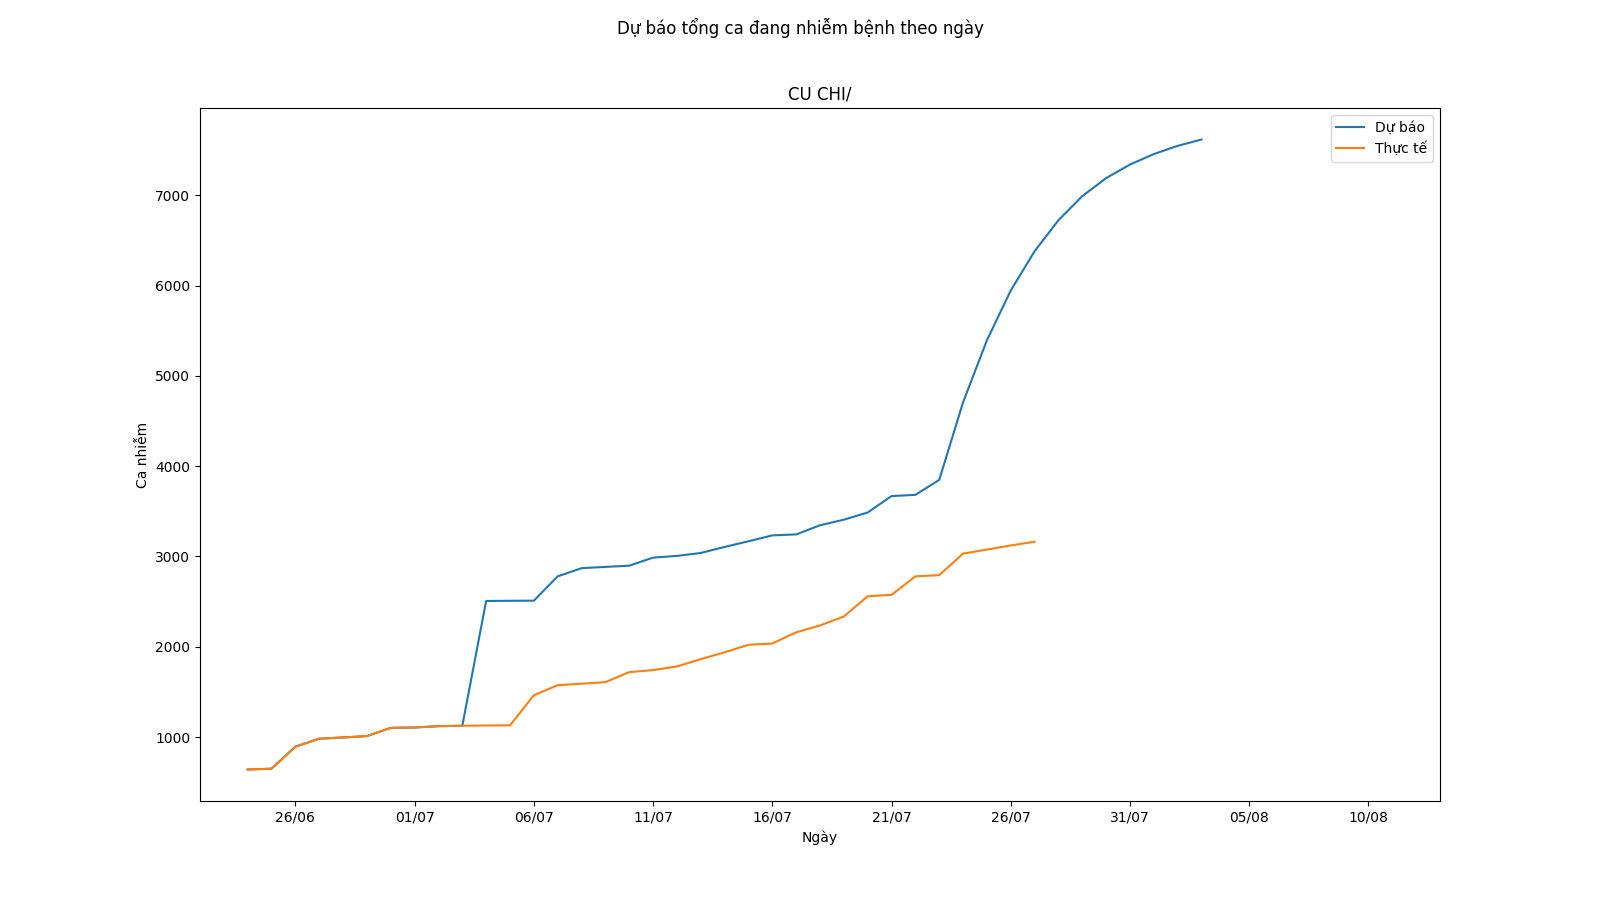 Dự báo tổng ca đang nhiễm bệnh theo ngày
CU CHI/
Dự báo
Thực tế
7000
6000
5000
4000
3000
2000
1000
Ca nhiễm
26/06
01/07
06/07
11/07
16/07
21/07
26/07
31/07
05/08
10/08
Ngày